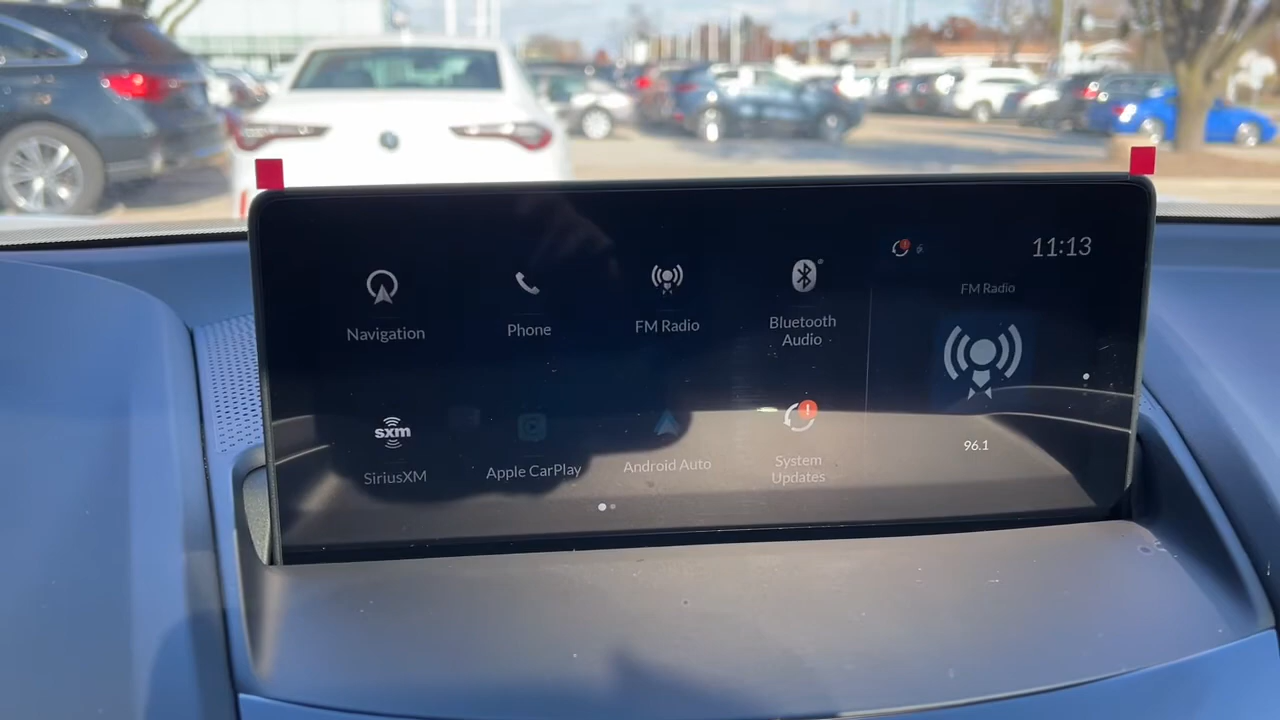 11:13
Navigation
Phone
FM Radio
Bluetooth
Audio
FM Radio
sxm
SiriusXM
Apple CarPlay
Android Auto
System
Updates
96.1